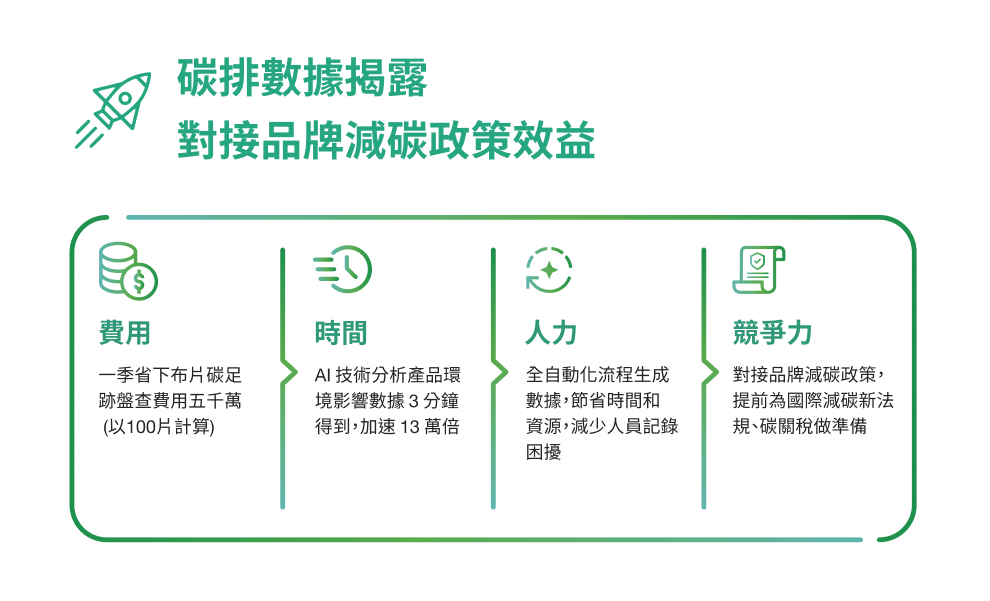 碳排數據揭露
對接品牌減碳政策效益
費用
一季省下布片碳足
跡盤查費用五千萬
(以100片計算)
時間
AI 技術分析產品環
境影響數據 3 分鐘
得到，加速 13 萬倍
人力
全自動化流程生成
數據，節省時間和
資源，減少人員記錄
困擾
競爭力
對接品牌減碳政策，
提前為國際減碳新法
規、碳關稅做準備